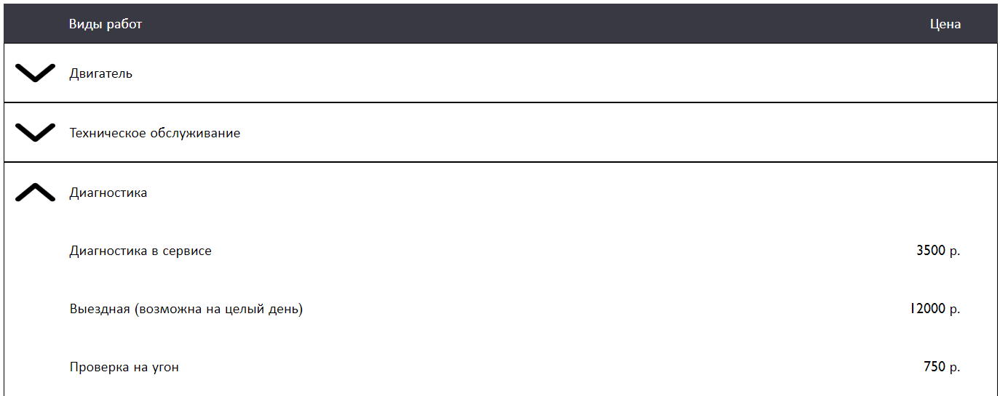 Виды работ Цена
Двигатель
Техническое обслуживание
Диагностика
Диагностика в сервисе 3500 р.
Выездная (возможна на целый день) 12000 р.
Проверка на угон 750 р.